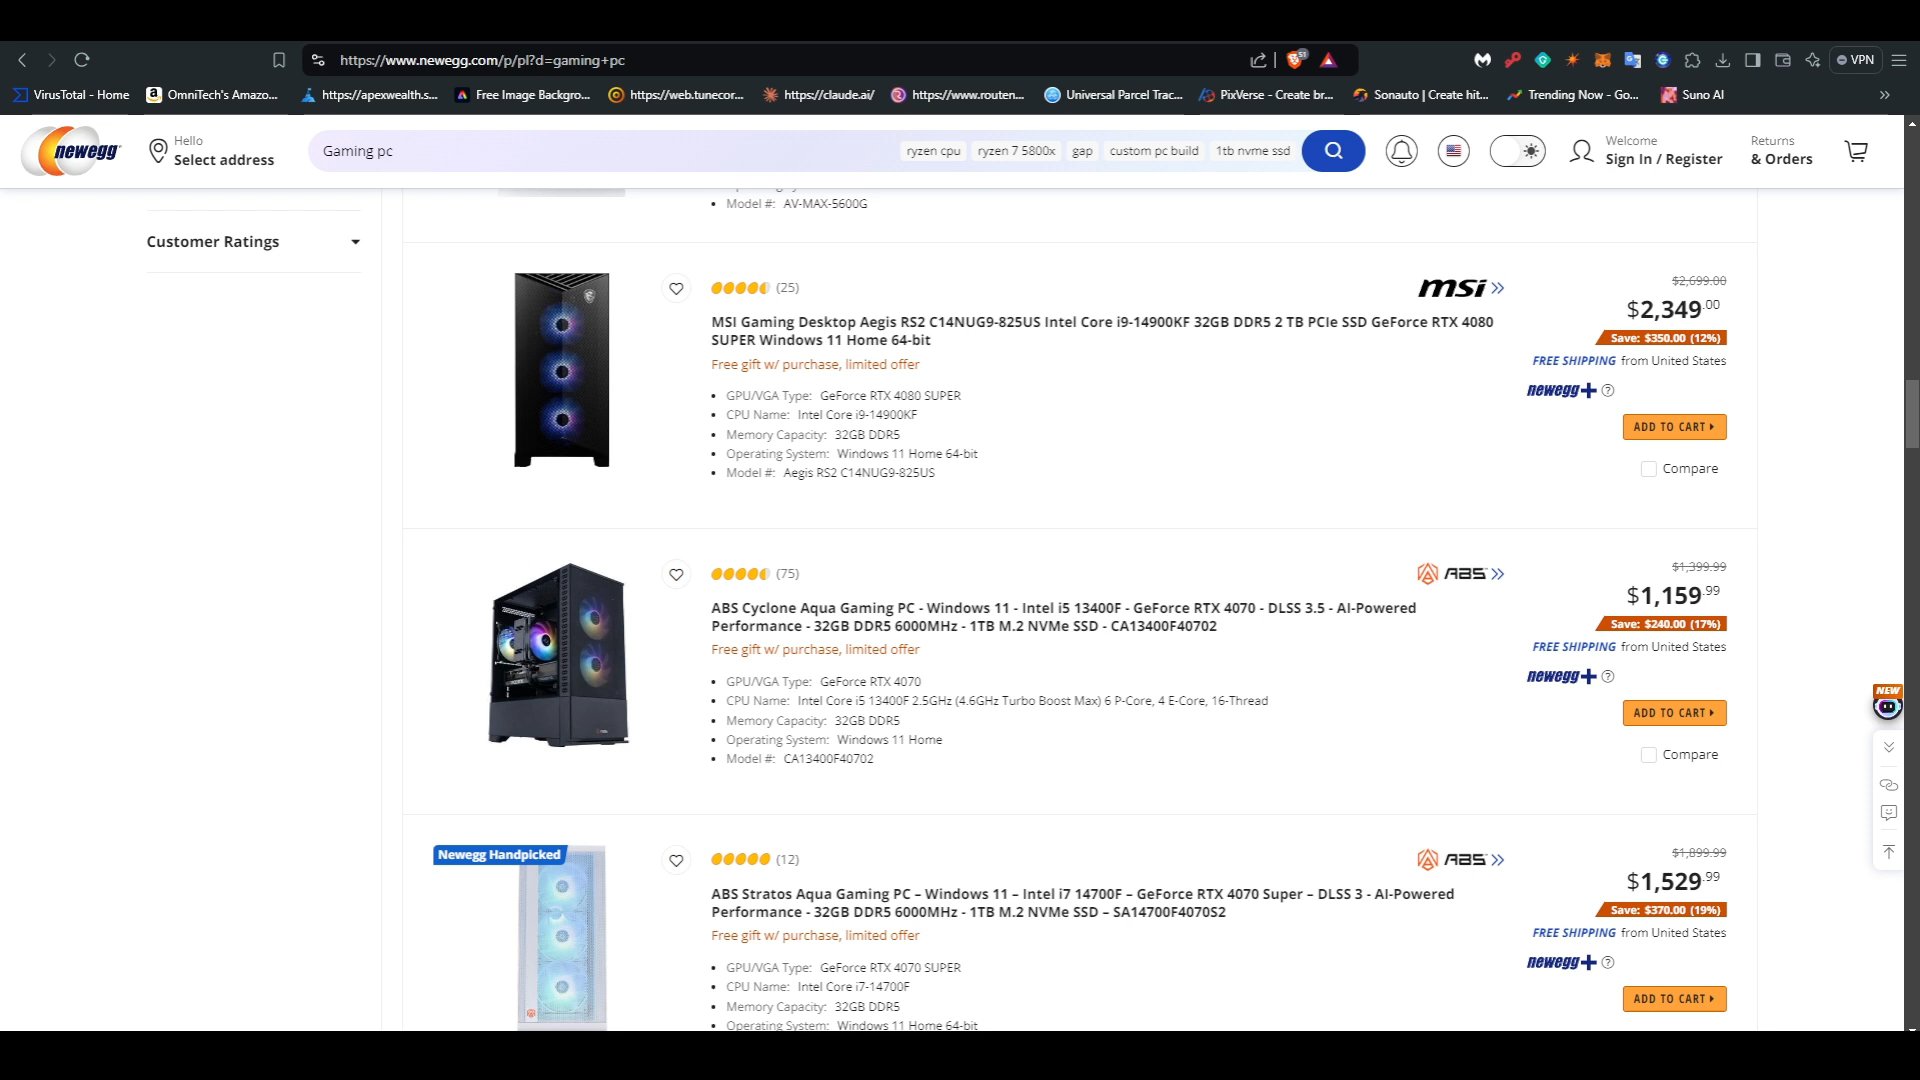 https://www.newegg.com/p/pl?d=gaming+pc
51
VPN
VirusTotal - Home
OmniTech's Amazo...
https://apexwealth.s...
Free Image Backgro...
https://web.tunecor...
https://claude.ai/
https://www.routen...
Universal Parcel Trac...
PixVerse - Create br...
Sonauto | Create hit...
Trending Now - Go...
Suno AI
newegg
Hello
Select address
Gaming pc
ryzen cpu
ryzen 7 5800x
gap
custom pc build
1tb nvme ssd
Welcome
Sign In / Register
Returns
& Orders
Model #: AV-MAX-5600G
Customer Ratings
(25)
msi
MSI Gaming Desktop Aegis RS2 C14NUG9-825US Intel Core i9-14900KF 32GB DDR5 2 TB PCIe SSD GeForce RTX 4080
SUPER Windows 11 Home 64-bit
Free gift w/ purchase, limited offer
GPU/VGA Type: GeForce RTX 4080 SUPER
CPU Name: Intel Core i9-14900KF
Memory Capacity: 32GB DDR5
Operating System: Windows 11 Home 64-bit
Model #: Aegis RS2 C14NUG9-825US
$2,699.00
$2,349.00
Save: $350.00 (12%)
FREE SHIPPING from United States
newegg+ ?
ADD TO CART
Compare
(75)
ABS
ABS Cyclone Aqua Gaming PC - Windows 11 - Intel i5 13400F - GeForce RTX 4070 - DLSS 3.5 - AI-Powered
Performance - 32GB DDR5 6000MHz - 1TB M.2 NVMe SSD - CA13400F40702
Free gift w/ purchase, limited offer
GPU/VGA Type: GeForce RTX 4070
CPU Name: Intel Core i5 13400F 2.5GHz (4.6GHz Turbo Boost Max) 6 P-Core, 4 E-Core, 16-Thread
Memory Capacity: 32GB DDR5
Operating System: Windows 11 Home
Model #: CA13400F40702
$1,399.99
$1,159.99
Save: $240.00 (17%)
FREE SHIPPING from United States
newegg+ ?
ADD TO CART
Compare
NEW
Newegg Handpicked
(12)
ABS
ABS Stratos Aqua Gaming PC – Windows 11 – Intel i7 14700F – GeForce RTX 4070 Super – DLSS 3 - AI-Powered
Performance - 32GB DDR5 6000MHz - 1TB M.2 NVMe SSD – SA14700F4070S2
Free gift w/ purchase, limited offer
GPU/VGA Type: GeForce RTX 4070 SUPER
CPU Name: Intel Core i7-14700F
Memory Capacity: 32GB DDR5
Operating System: Windows 11 Home 64-bit
$1,899.99
$1,529.99
Save: $370.00 (19%)
FREE SHIPPING from United States
newegg+ ?
ADD TO CART